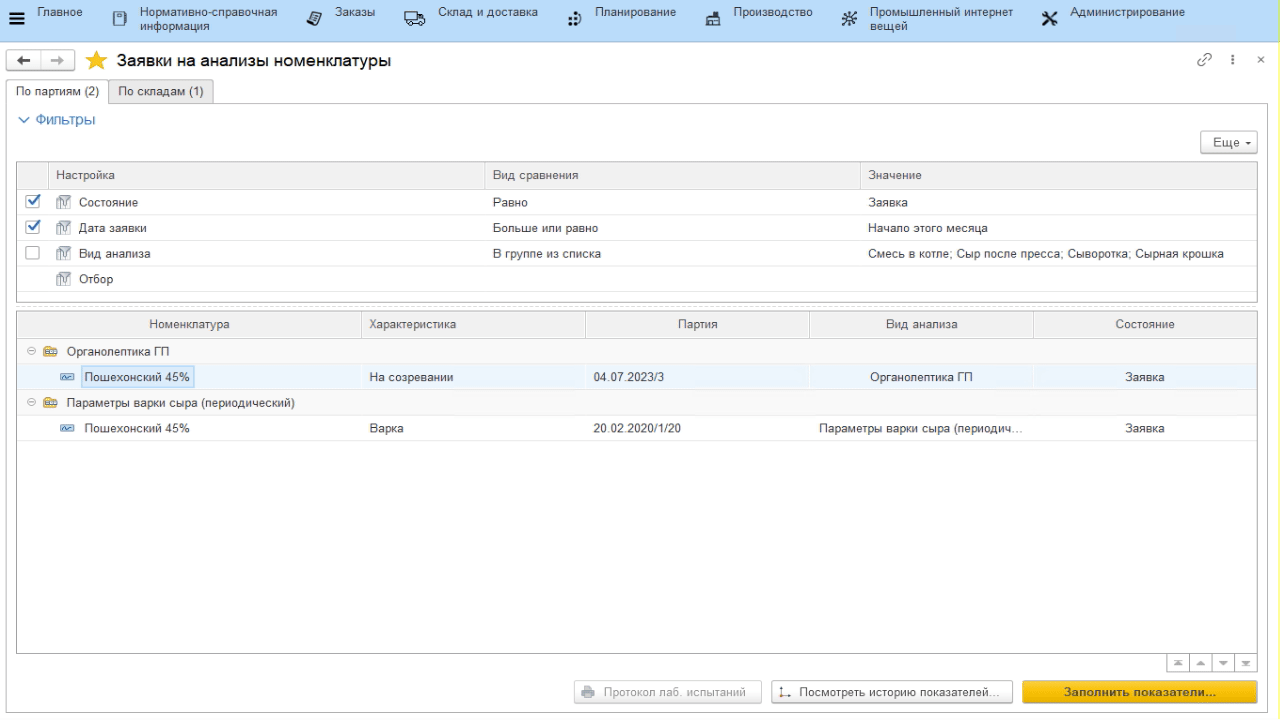 Главное
Нормативно-справочная
информация
Заказы
Склад и доставка
Планирование
Производство
Промышленный интернет
вещей
Администрирование
Заявки на анализы номенклатуры
По партиям (2) По складам (1)
Фильтры
Еще
Настройка Вид сравнения Значение
Состояние Равно Заявка
Дата заявки Больше или равно Начало этого месяца
Вид анализа В группе из списка Смесь в котле; Сыр после пресса; Сыворотка; Сырная крошка
Отбор
Номенклатура Характеристика Партия Вид анализа Состояние
Органолептика ГП
Пошехонский 45% На созревании 04.07.2023/3 Органолептика ГП Заявка
Параметры варки сыра (периодический)
Пошехонский 45% Варка 20.02.2020/1/20 Параметры варки сыра (периодич... Заявка
Протокол лаб. испытаний Посмотреть историю показателей... Заполнить показатели...